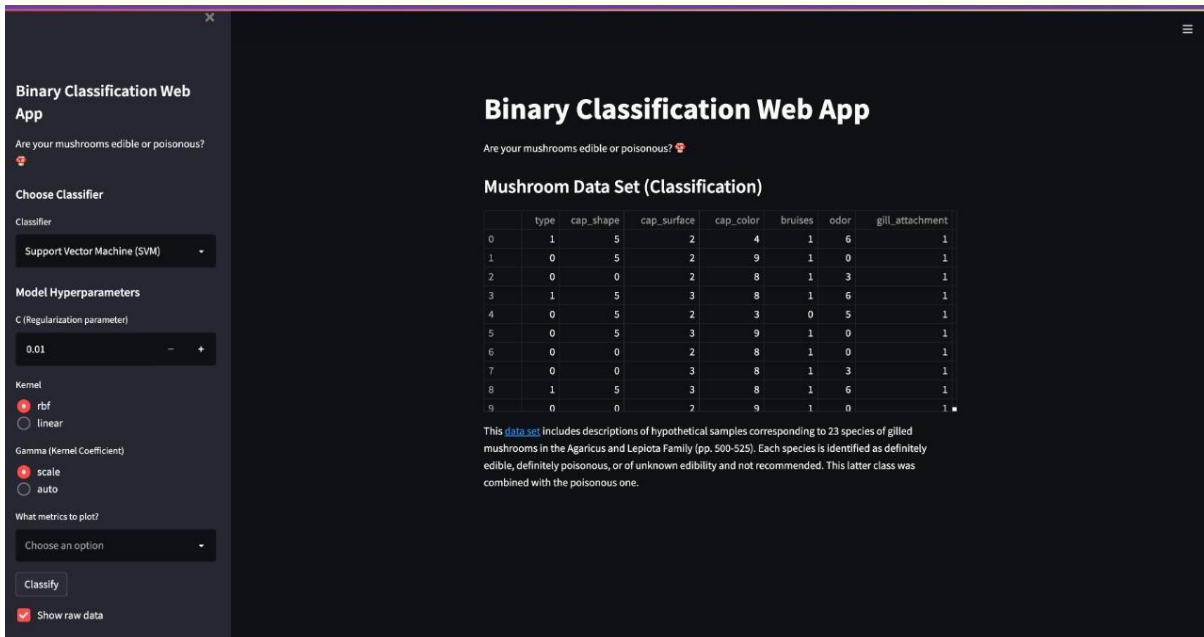 Binary Classification Web
App
Are your mushrooms edible or poisonous?
🍄
Choose Classifier
Classifier
Support Vector Machine (SVM)
Model Hyperparameters
C (Regularization parameter)
0.01 − +
Kernel
rbf
linear
Gamma (Kernel Coefficient)
scale
auto
What metrics to plot?
Choose an option
Classify
Show raw data
Binary Classification Web App
Are your mushrooms edible or poisonous? 🍄
Mushroom Data Set (Classification)
type cap_shape cap_surface cap_color bruises odor gill_attachment
0 1 5 2 4 1 6 1
1 0 5 2 9 1 0 1
2 0 0 2 8 1 3 1
3 1 5 3 8 1 6 1
4 0 5 2 3 0 5 1
5 0 5 3 9 1 0 1
6 0 0 2 8 1 0 1
7 0 0 3 8 1 3 1
8 1 5 3 8 1 6 1
9 0 0 2 9 1 0 1
This data set includes descriptions of hypothetical samples corresponding to 23 species of gilled
mushrooms in the Agaricus and Lepiota Family (pp. 500-525). Each species is identified as definitely
edible, definitely poisonous, or of unknown edibility and not recommended. This latter class was
combined with the poisonous one.